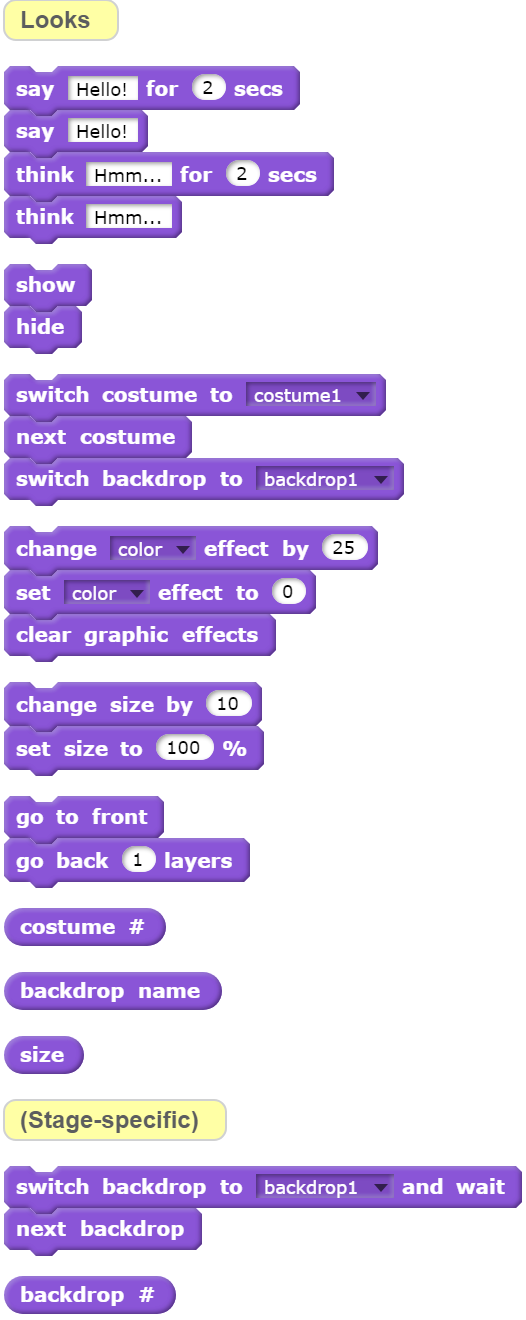 Looks
say Hello! for 2 secs
say Hello!
think Hmm... for 2 secs
think Hmm...
show
hide
switch costume to costume1
next costume
switch backdrop to backdrop1
change color effect by 25
set color effect to 0
clear graphic effects
change size by 10
set size to 100 %
go to front
go back 1 layers
costume #
backdrop name
size
(Stage-specific)
switch backdrop to backdrop1 and wait
next backdrop
backdrop #